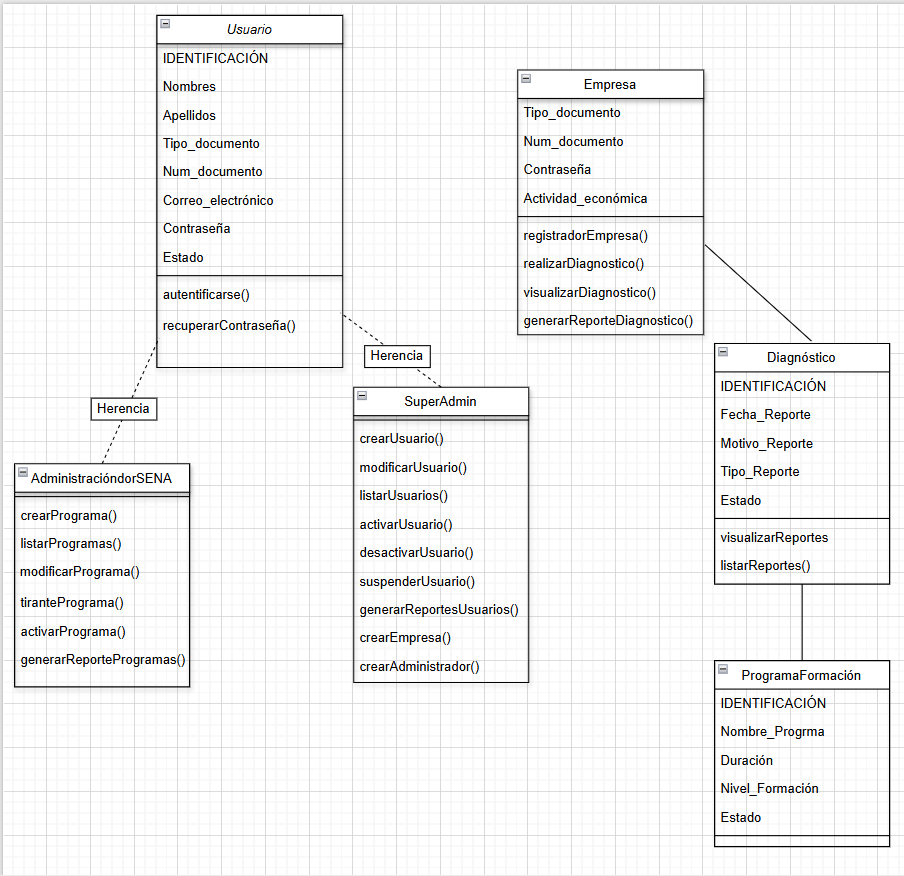 Usuario
IDENTIFICACIÓN
Nombres
Apellidos
Tipo_documento
Num_documento
Correo_electrónico
Contraseña
Estado
autentificarse()
recuperarContraseña()
Empresa
Tipo_documento
Num_documento
Contraseña
Actividad_económica
registradorEmpresa()
realizarDiagnostico()
visualizarDiagnostico()
generarReporteDiagnostico()
Herencia
Herencia
Diagnóstico
IDENTIFICACIÓN
Fecha_Reporte
Motivo_Reporte
Tipo_Reporte
Estado
visualizarReportes
listarReportes()
SuperAdmin
crearUsuario()
modificarUsuario()
listarUsuarios()
activarUsuario()
desactivarUsuario()
suspenderUsuario()
generarReportesUsuarios()
crearEmpresa()
crearAdministrador()
AdministracióndorSENA
crearPrograma()
listarProgramas()
modificarPrograma()
tirantePrograma()
activarPrograma()
generarReporteProgramas()
ProgramaFormación
IDENTIFICACIÓN
Nombre_Progrma
Duración
Nivel_Formación
Estado